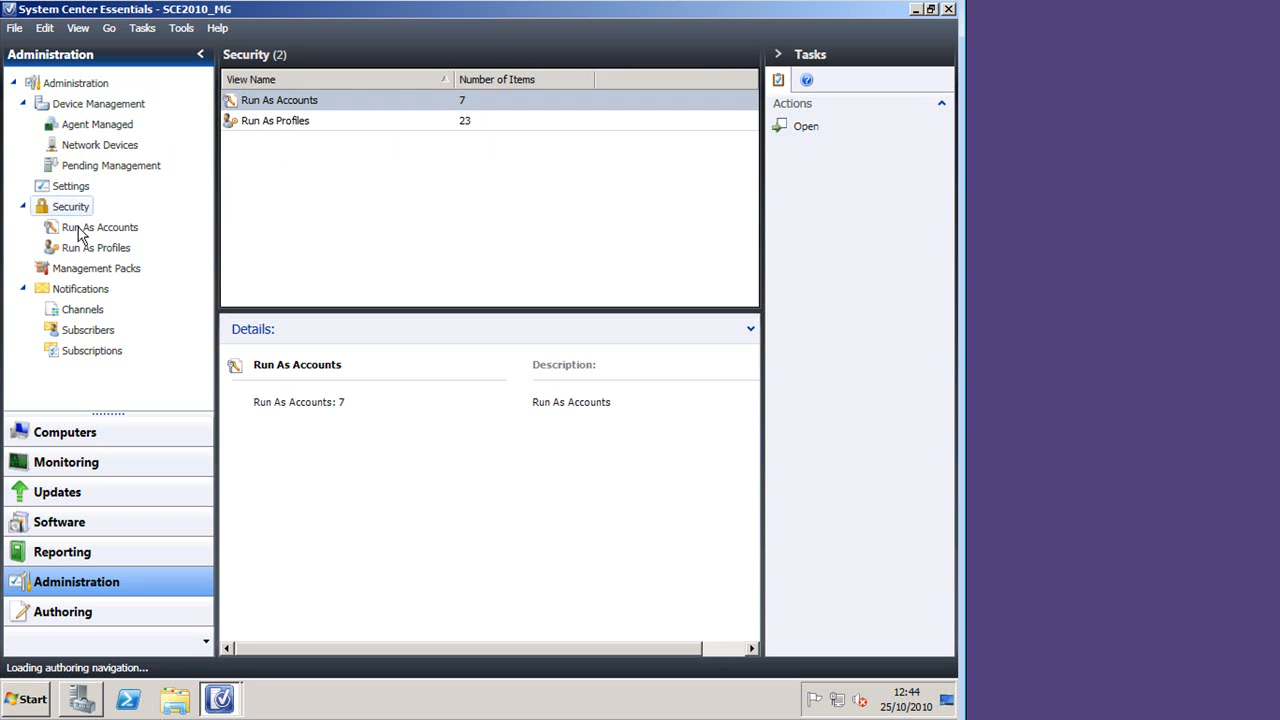 System Center Essentials - SCE2010_MG
File Edit View Go Tasks Tools Help
Administration
Administration
Device Management
Agent Managed
Network Devices
Pending Management
Settings
Security
Run As Accounts
Run As Profiles
Management Packs
Notifications
Channels
Subscribers
Subscriptions
Computers
Monitoring
Updates
Software
Reporting
Administration
Authoring
Security (2)
View Name Number of Items
Run As Accounts 7
Run As Profiles 23
Details:
Run As Accounts Description:
Run As Accounts: 7 Run As Accounts
Tasks
Actions
Open
Loading authoring navigation...
Start
12:44
25/10/2010